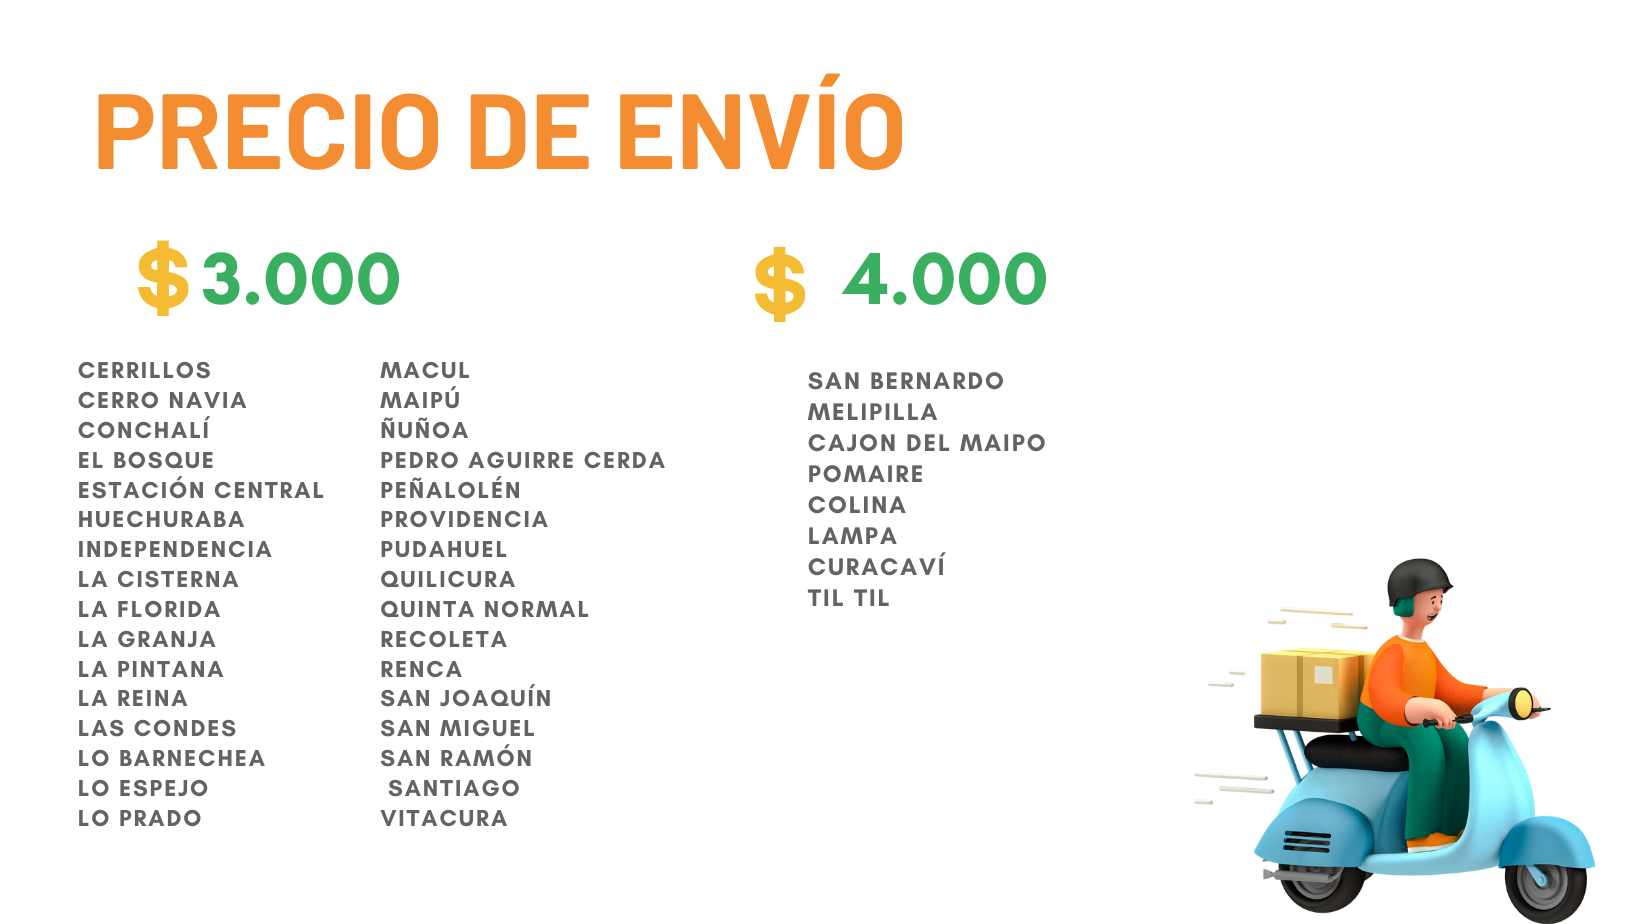 PRECIO DE ENVÍO
$ 3.000
CERRILLOS
CERRO NAVIA
CONCHALÍ
EL BOSQUE
ESTACIÓN CENTRAL
HUECHURABA
INDEPENDENCIA
LA CISTERNA
LA FLORIDA
LA GRANJA
LA PINTANA
LA REINA
LAS CONDES
LO BARNECHEA
LO ESPEJO
LO PRADO
MACUL
MAIPÚ
ÑUÑOA
PEDRO AGUIRRE CERDA
PEÑALOLÉN
PROVIDENCIA
PUDAHUEL
QUILICURA
QUINTA NORMAL
RECOLETA
RENCA
SAN JOAQUÍN
SAN MIGUEL
SAN RAMÓN
SANTIAGO
VITACURA
$ 4.000
SAN BERNARDO
MELIPILLA
CAJON DEL MAIPO
POMAIRE
COLINA
LAMPA
CURACAVÍ
TIL TIL